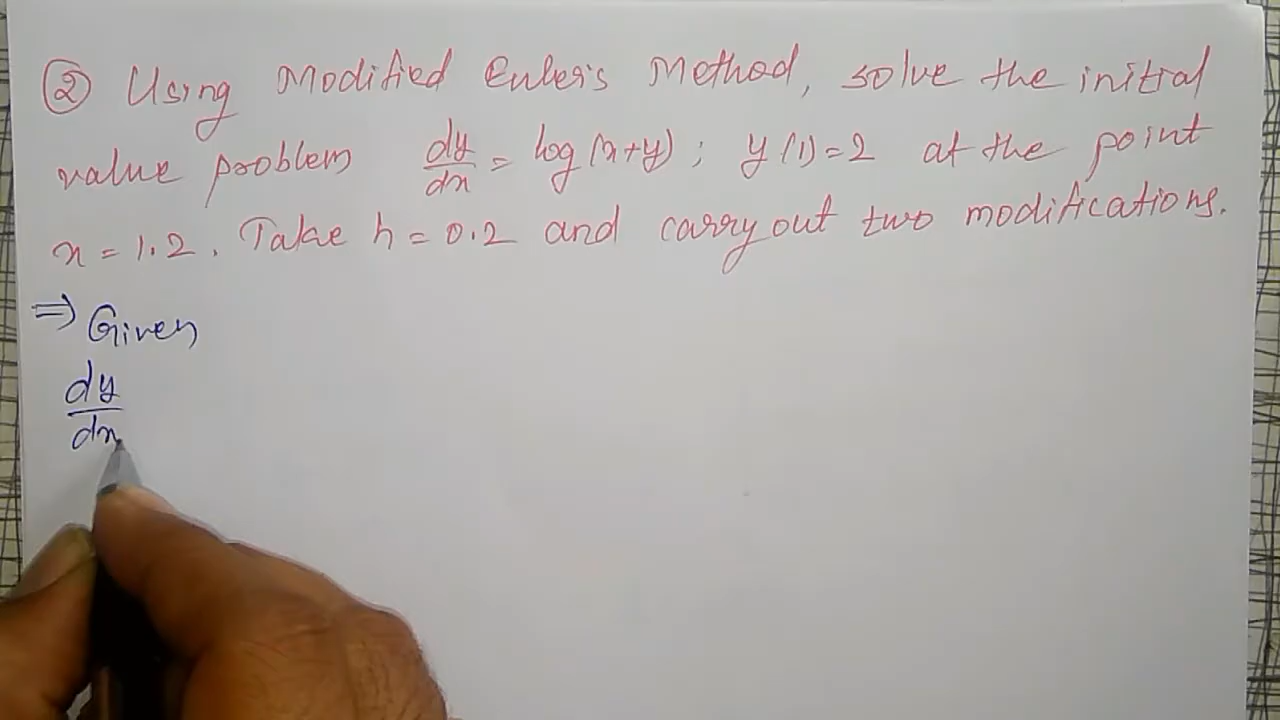 ② Using Modified Euler's Method, solve the initial
value problem dy/dx = log(x+y); y(1)=2 at the point
x = 1.2. Take h = 0.2 and carry out two modifications.
⇒ Given
dy/dx